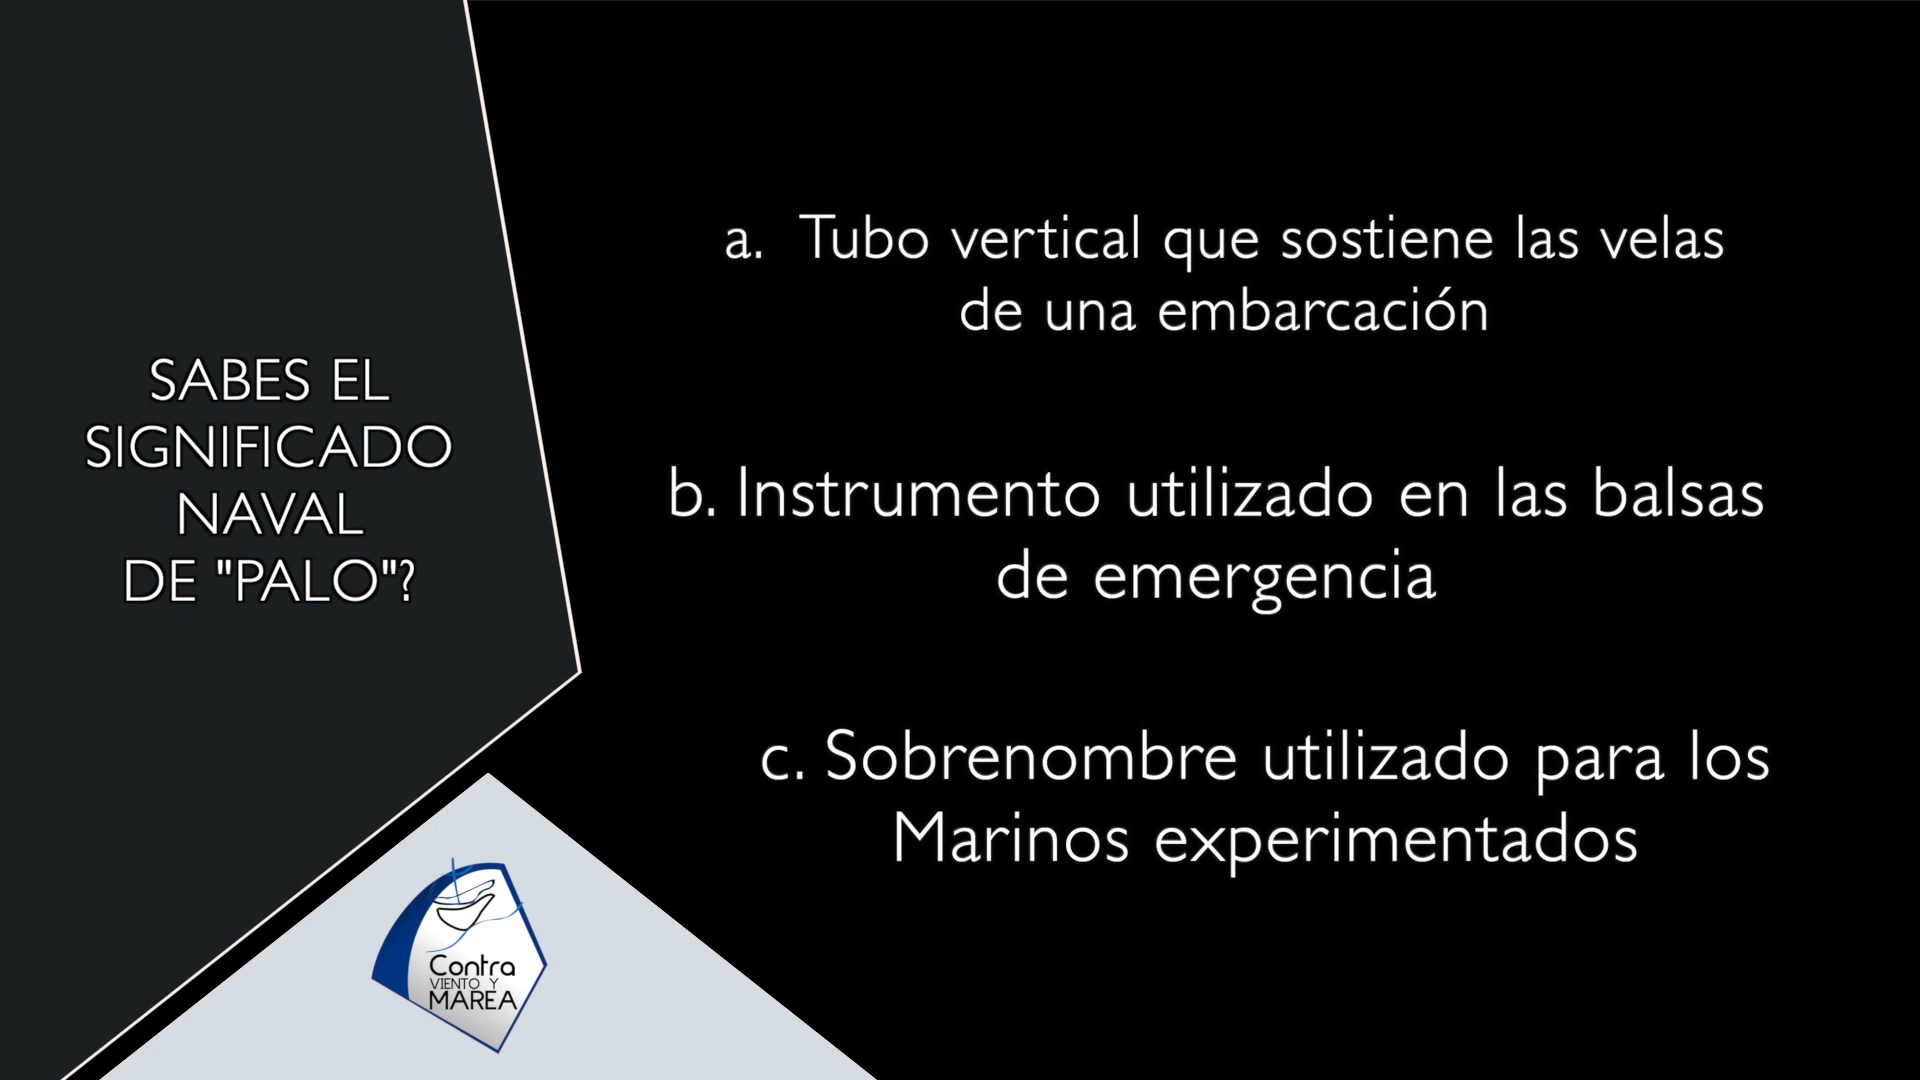 SABES EL
SIGNIFICADO
NAVAL
DE "PALO"?
a. Tubo vertical que sostiene las velas
de una embarcación
b. Instrumento utilizado en las balsas
de emergencia
c. Sobrenombre utilizado para los
Marinos experimentados
Contra
VIENTO Y
MAREA